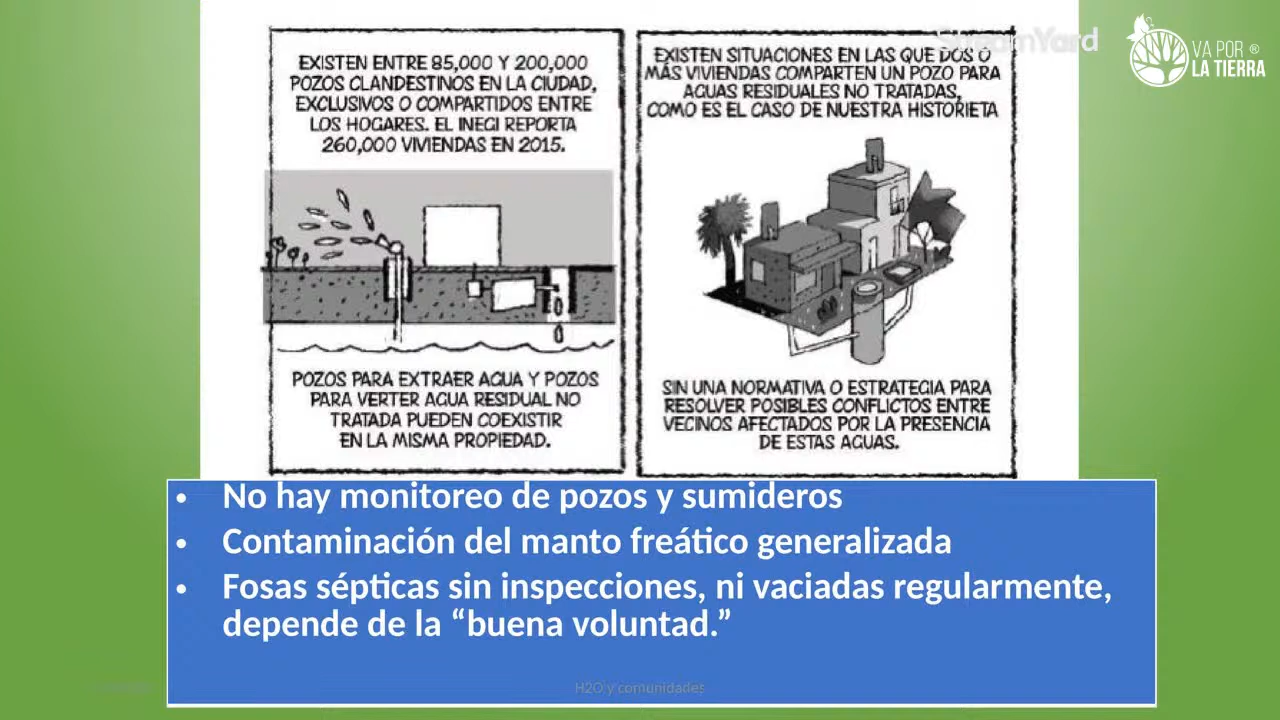 StreamYard
VA POR ®
LA TIERRA
EXISTEN ENTRE 85,000 Y 200,000
POZOS CLANDESTINOS EN LA CIUDAD,
EXCLUSIVOS O COMPARTIDOS ENTRE
LOS HOGARES. EL INEGI REPORTA
260,000 VIVIENDAS EN 2015.
POZOS PARA EXTRAER AGUA Y POZOS
PARA VERTER AGUA RESIDUAL NO
TRATADA PUEDEN COEXISTIR
EN LA MISMA PROPIEDAD.
EXISTEN SITUACIONES EN LAS QUE DOS O
MÁS VIVIENDAS COMPARTEN UN POZO PARA
AGUAS RESIDUALES NO TRATADAS,
COMO ES EL CASO DE NUESTRA HISTORIETA
SIN UNA NORMATIVA O ESTRATEGIA PARA
RESOLVER POSIBLES CONFLICTOS ENTRE
VECINOS AFECTADOS POR LA PRESENCIA
DE ESTAS AGUAS.
• No hay monitoreo de pozos y sumideros
• Contaminación del manto freático generalizada
• Fosas sépticas sin inspecciones, ni vaciadas regularmente,
depende de la “buena voluntad.”
H2O y comunidades